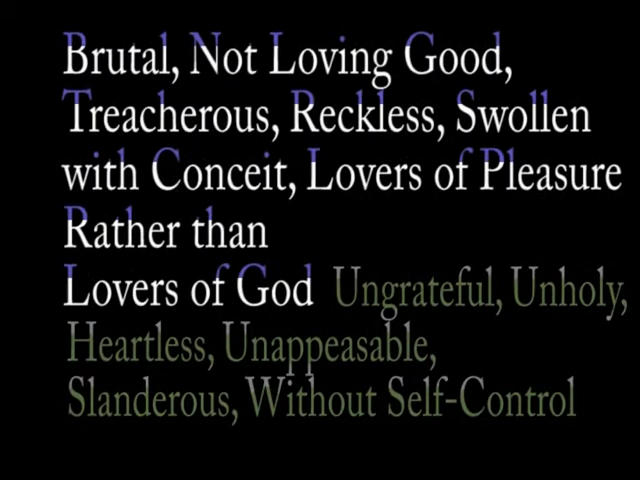 Brutal, Not Loving Good,
Treacherous, Reckless, Swollen
with Conceit, Lovers of Pleasure
Rather than
Lovers of God Ungrateful, Unholy,
Heartless, Unappeasable,
Slanderous, Without Self-Control